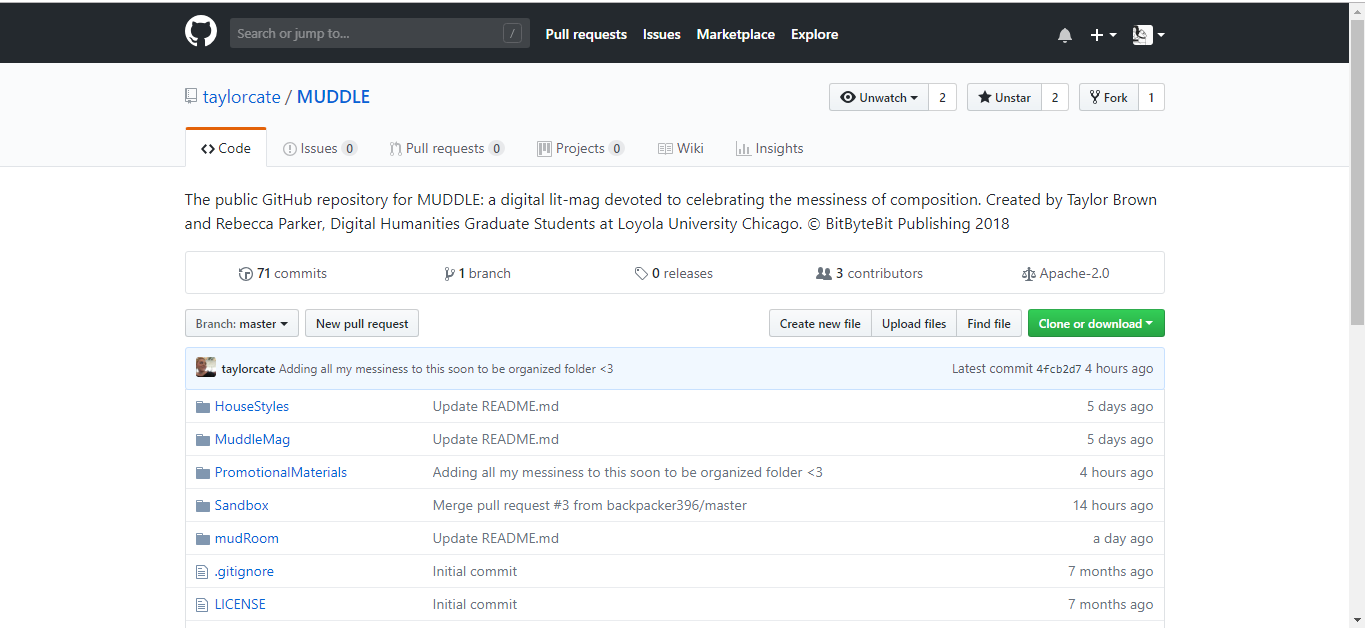 Search or jump to... / Pull requests Issues Marketplace Explore
taylorcate / MUDDLE Unwatch 2 Unstar 2 Fork 1
Code Issues 0 Pull requests 0 Projects 0 Wiki Insights
The public GitHub repository for MUDDLE: a digital lit-mag devoted to celebrating the messiness of composition. Created by Taylor Brown
and Rebecca Parker, Digital Humanities Graduate Students at Loyola University Chicago. © BitByteBit Publishing 2018
71 commits 1 branch 0 releases 3 contributors Apache-2.0
Branch: master New pull request Create new file Upload files Find file Clone or download
taylorcate Adding all my messiness to this soon to be organized folder <3 Latest commit 4fcb2d7 4 hours ago
HouseStyles Update README.md 5 days ago
MuddleMag Update README.md 5 days ago
PromotionalMaterials Adding all my messiness to this soon to be organized folder <3 4 hours ago
Sandbox Merge pull request #3 from backpacker396/master 14 hours ago
mudRoom Update README.md a day ago
.gitignore Initial commit 7 months ago
LICENSE Initial commit 7 months ago